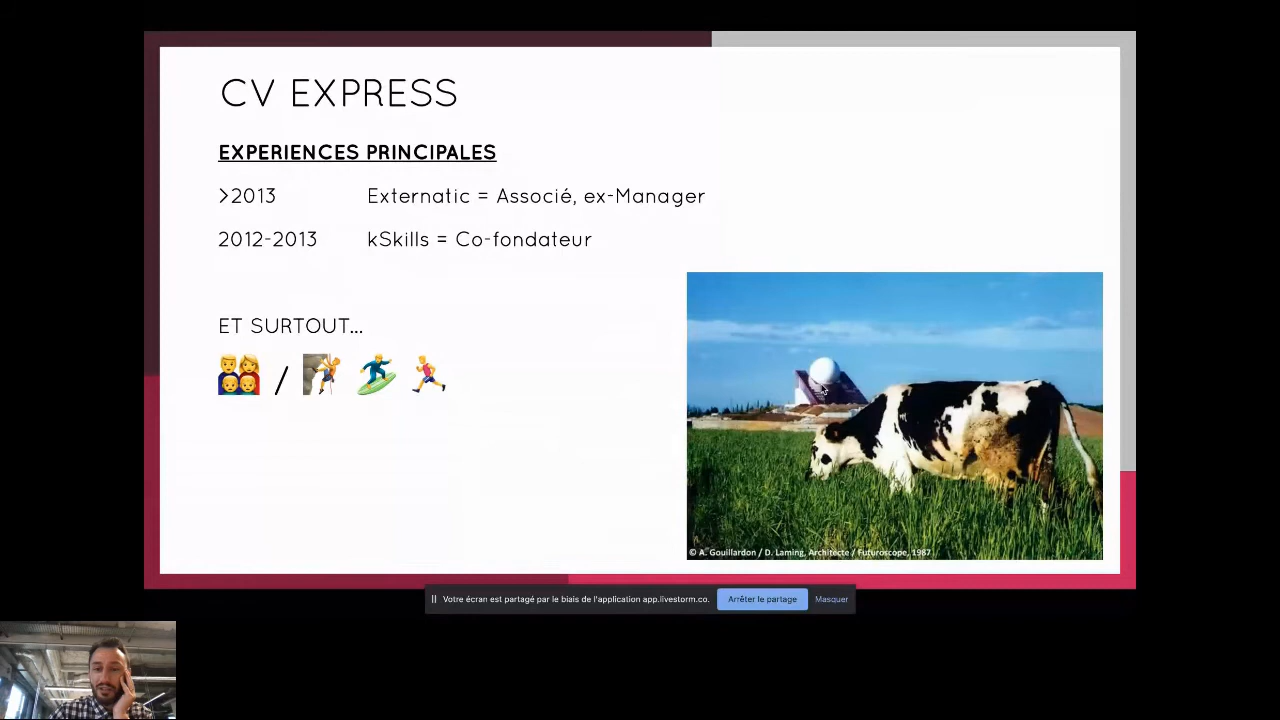 CV EXPRESS
EXPERIENCES PRINCIPALES
>2013 Externatic = Associé, ex-Manager
2012-2013 kSkills = Co-fondateur
ET SURTOUT...
/
© A. Gouillardon / D. Laming, Architecte / Futuroscope, 1987
Votre écran est partagé par le biais de l'application app.livestorm.co. Arrêter le partage Masquer